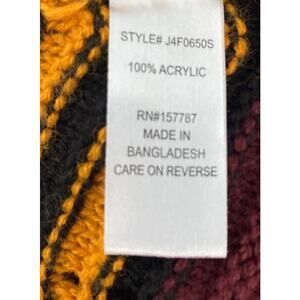 STYLE# J4F0650S
100% ACRYLIC
RN#157787
MADE IN
BANGLADESH
CARE ON REVERSE